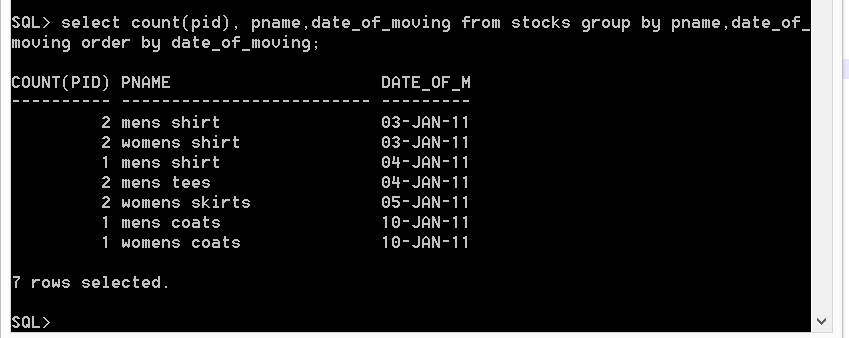 SQL> select count(pid), pname,date_of_moving from stocks group by pname,date_of_
moving order by date_of_moving;
COUNT(PID) PNAME                     DATE_OF_M
---------- ------------------------- ---------
         2 mens shirt                03-JAN-11
         2 womens shirt              03-JAN-11
         1 mens shirt                04-JAN-11
         2 mens tees                 04-JAN-11
         2 womens skirts             05-JAN-11
         1 mens coats                10-JAN-11
         1 womens coats              10-JAN-11
7 rows selected.
SQL>